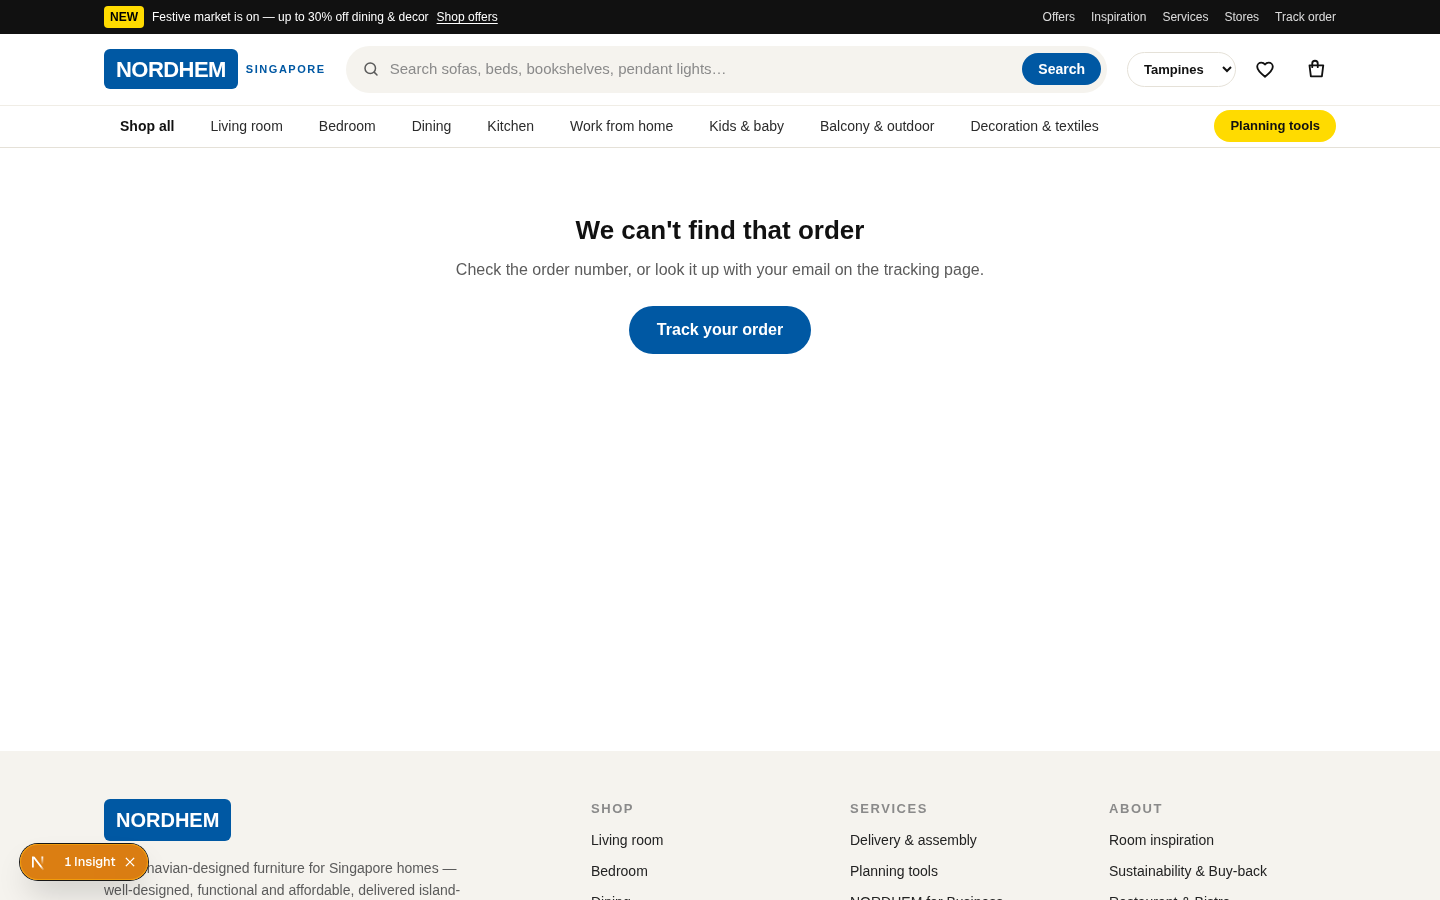 NEW Festive market is on — up to 30% off dining & decor Shop offers
Offers Inspiration Services Stores Track order
NORDHEM SINGAPORE
Search sofas, beds, bookshelves, pendant lights…
Search
Tampines
Shop all Living room Bedroom Dining Kitchen Work from home Kids & baby Balcony & outdoor Decoration & textiles Planning tools
We can't find that order
Check the order number, or look it up with your email on the tracking page.
Track your order
NORDHEM
1 Insight
furniture for Singapore homes —
well-designed, functional and affordable, delivered island-
SHOP
Living room
Bedroom
SERVICES
Delivery & assembly
Planning tools
NORDHEM for Business
ABOUT
Room inspiration
Sustainability & Buy-back